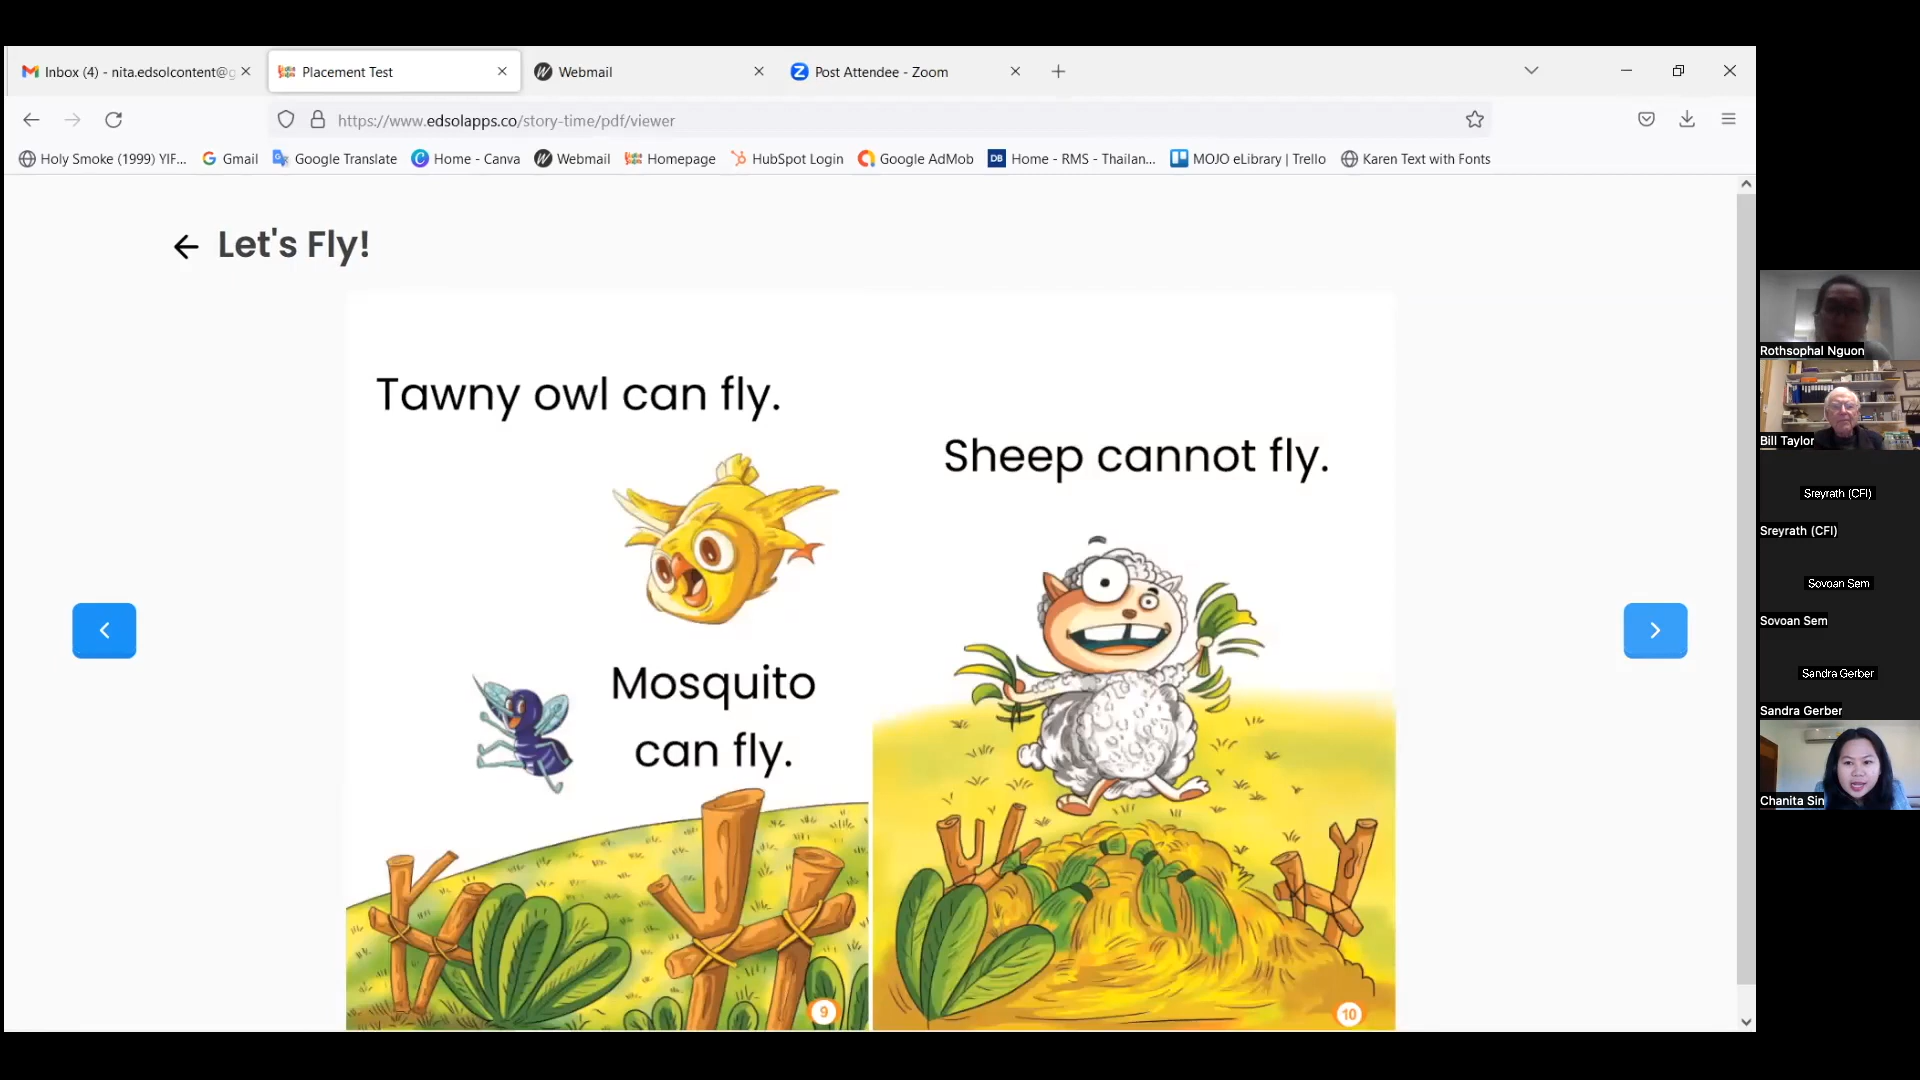 Inbox (4) - nita.edsolcontent@g
Placement Test
Webmail
Post Attendee - Zoom
https://www.edsolapps.co/story-time/pdf/viewer
Holy Smoke (1999) YIF...
Gmail
Google Translate
Home - Canva
Webmail
Homepage
HubSpot Login
Google AdMob
DB
Home - RMS - Thailan...
MOJO eLibrary | Trello
Karen Text with Fonts
Let's Fly!
Tawny owl can fly.
Mosquito
can fly.
9
Sheep cannot fly.
10
Rothsophal Nguon
Bill Taylor
Sreyrath (CFI)
Sreyrath (CFI)
Sovoan Sem
Sovoan Sem
Sandra Gerber
Sandra Gerber
Chanita Sin